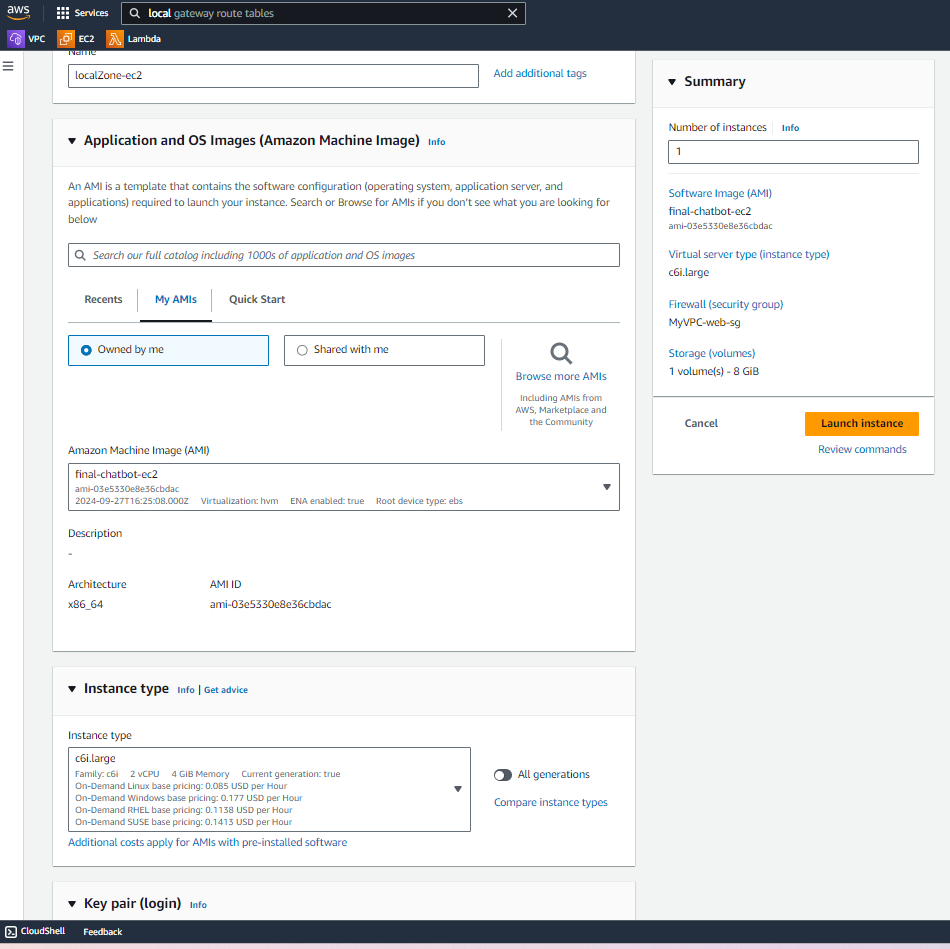 aws
Services
local gateway route tables
VPC
EC2
Lambda
Name
localZone-ec2
Add additional tags
Application and OS Images (Amazon Machine Image) Info
An AMI is a template that contains the software configuration (operating system, application server, and
applications) required to launch your instance. Search or Browse for AMIs if you don't see what you are looking for
below
Search our full catalog including 1000s of application and OS images
Recents
My AMIs
Quick Start
Owned by me
Shared with me
Browse more AMIs
Including AMIs from
AWS, Marketplace and
the Community
Amazon Machine Image (AMI)
final-chatbot-ec2
ami-03e5330e8e36cbdac
2024-09-27T16:25:08.000Z Virtualization: hvm ENA enabled: true Root device type: ebs
Description
-
Architecture
AMI ID
x86_64
ami-03e5330e8e36cbdac
Instance type Info | Get advice
Instance type
c6i.large
Family: c6i 2 vCPU 4 GiB Memory Current generation: true
On-Demand Linux base pricing: 0.085 USD per Hour
On-Demand Windows base pricing: 0.177 USD per Hour
On-Demand RHEL base pricing: 0.1138 USD per Hour
On-Demand SUSE base pricing: 0.1413 USD per Hour
All generations
Compare instance types
Additional costs apply for AMIs with pre-installed software
Key pair (login) Info
Summary
Number of instances Info
1
Software Image (AMI)
final-chatbot-ec2
ami-03e5330e8e36cbdac
Virtual server type (instance type)
c6i.large
Firewall (security group)
MyVPC-web-sg
Storage (volumes)
1 volume(s) - 8 GiB
Cancel
Launch instance
Review commands
CloudShell
Feedback